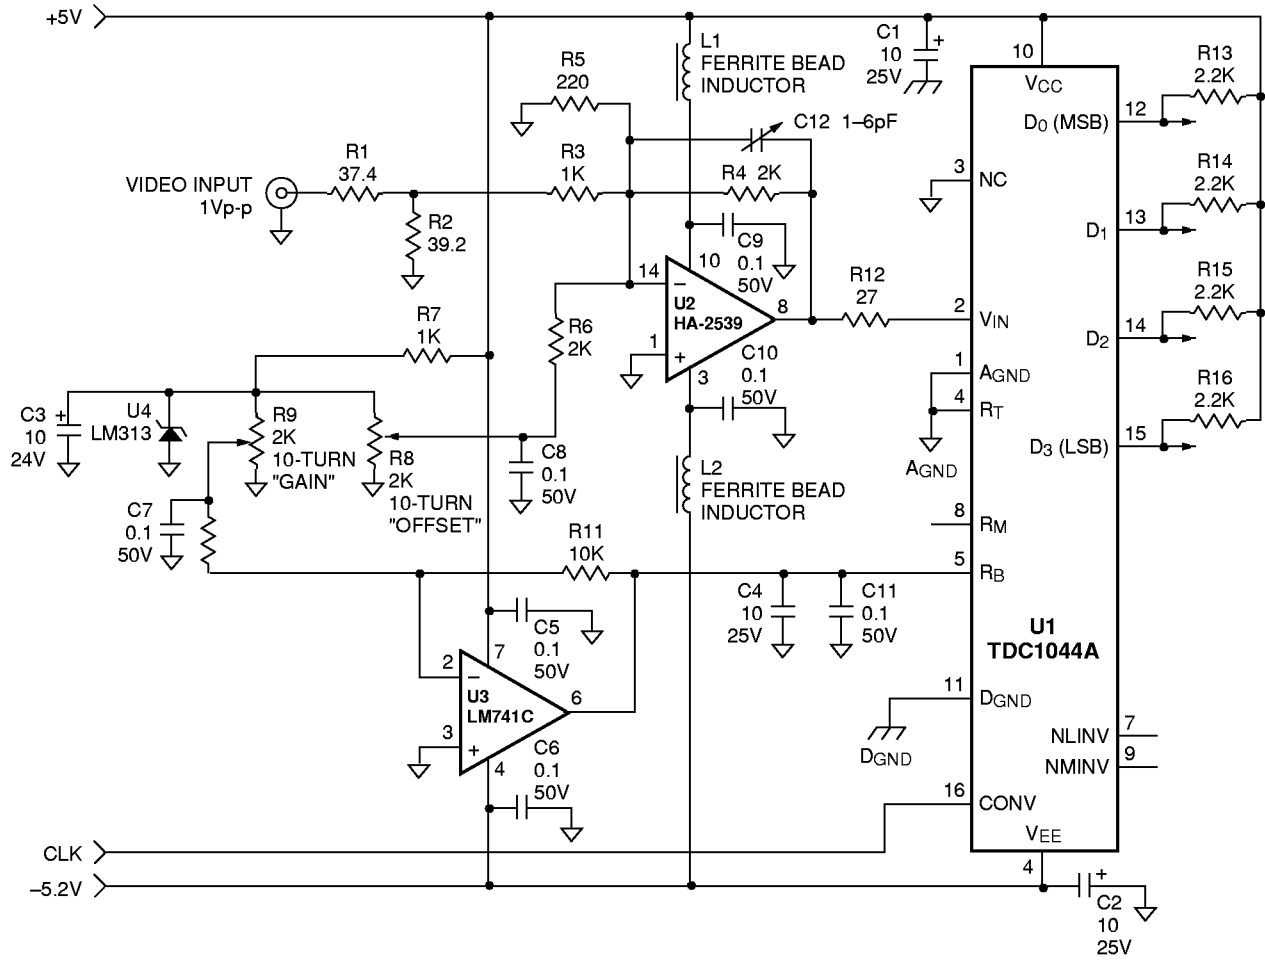 +5V
L1
FERRITE BEAD
INDUCTOR
C1
10
25V
+
10
VCC
R13
2.2K
12
D0 (MSB)
R5
220
C12 1–6pF
R1
37.4
R3
1K
R4 2K
VIDEO INPUT
1Vp-p
R2
39.2
3
NC
R14
2.2K
13
D1
C9
0.1
50V
10
14
–
U2
HA-2539
8
1
+
3
R12
27
2
VIN
R15
2.2K
14
D2
R7
1K
R6
2K
C10
0.1
50V
1
AGND
4
RT
AGND
R16
2.2K
15
D3 (LSB)
C3
10
24V
+
U4
LM313
R9
2K
10-TURN
"GAIN"
R8
2K
10-TURN
"OFFSET"
C8
0.1
50V
L2
FERRITE BEAD
INDUCTOR
C7
0.1
50V
8
RM
R11
10K
5
RB
C4
10
25V
C11
0.1
50V
U1
TDC1044A
C5
0.1
50V
7
2
–
U3
LM741C
6
3
+
4
C6
0.1
50V
11
DGND
DGND
7
NLINV
9
NMINV
16
CONV
VEE
4
CLK
–5.2V
+
C2
10
25V